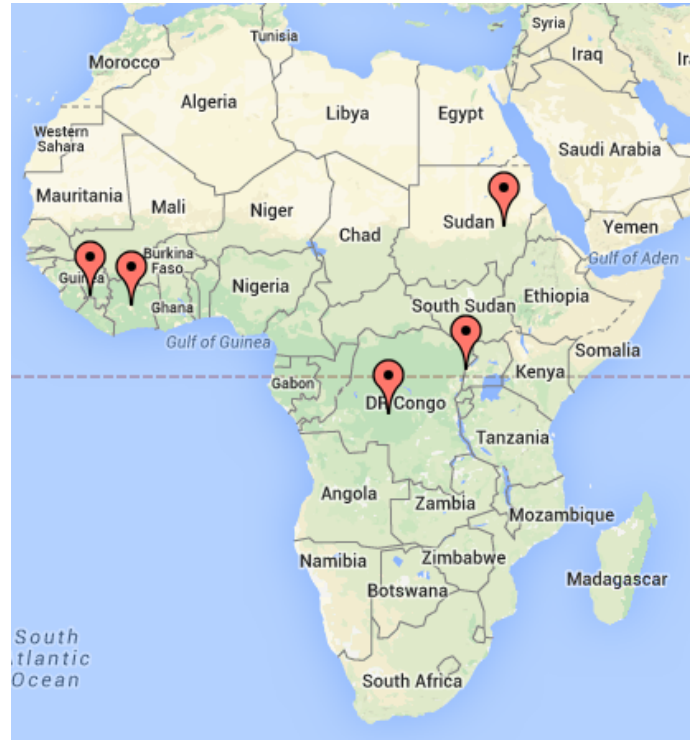 Syria
Tunisia
Iraq
Morocco
Algeria
Libya
Egypt
Western
Sahara
Saudi Arabia
Mauritania
Mali
Niger
Sudan
Yemen
Chad
Burkina
Faso
Gulf of Aden
Nigeria
Ethiopia
South Sudan
Ghana
Gulf of Guinea
Somalia
Kenya
Gabon
DR Congo
Tanzania
Angola
Zambia
Mozambique
Namibia
Zimbabwe
Madagascar
Botswana
South
tlantic
Ocean
South Africa